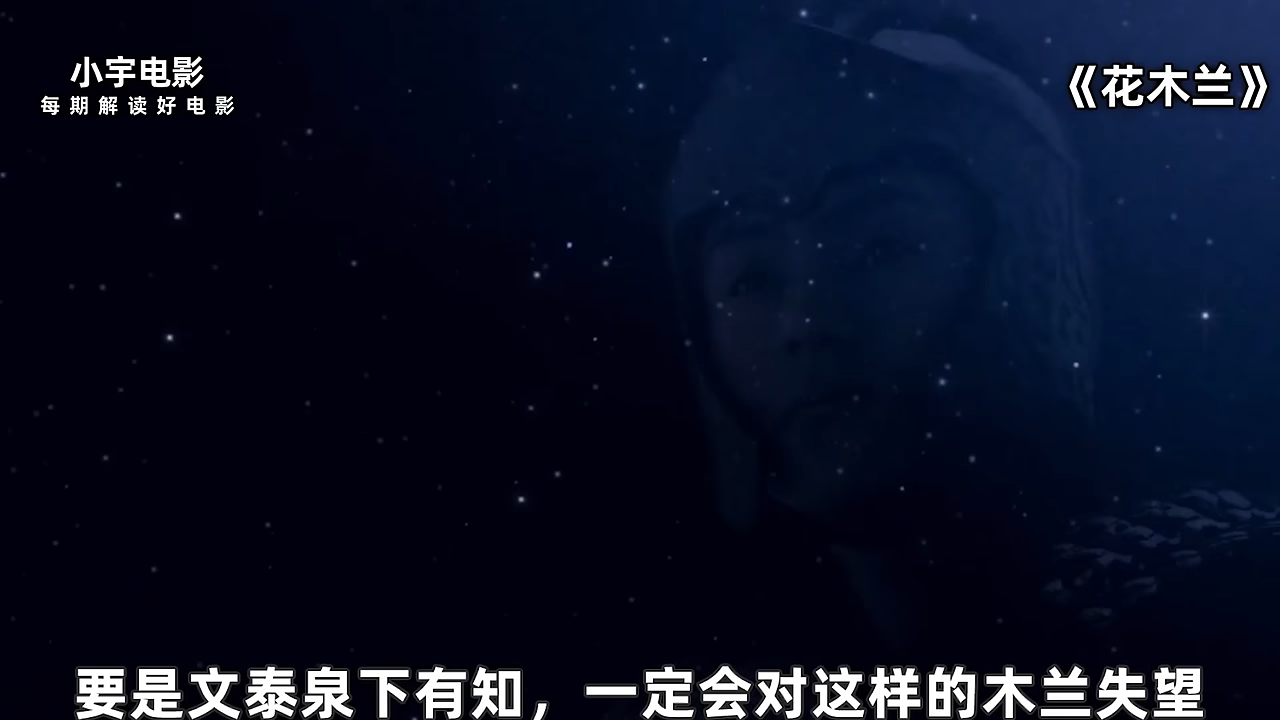 小宇电影
每期解读好电影
《花木兰》
要是文泰泉下有知，一定会对这样的木兰失望